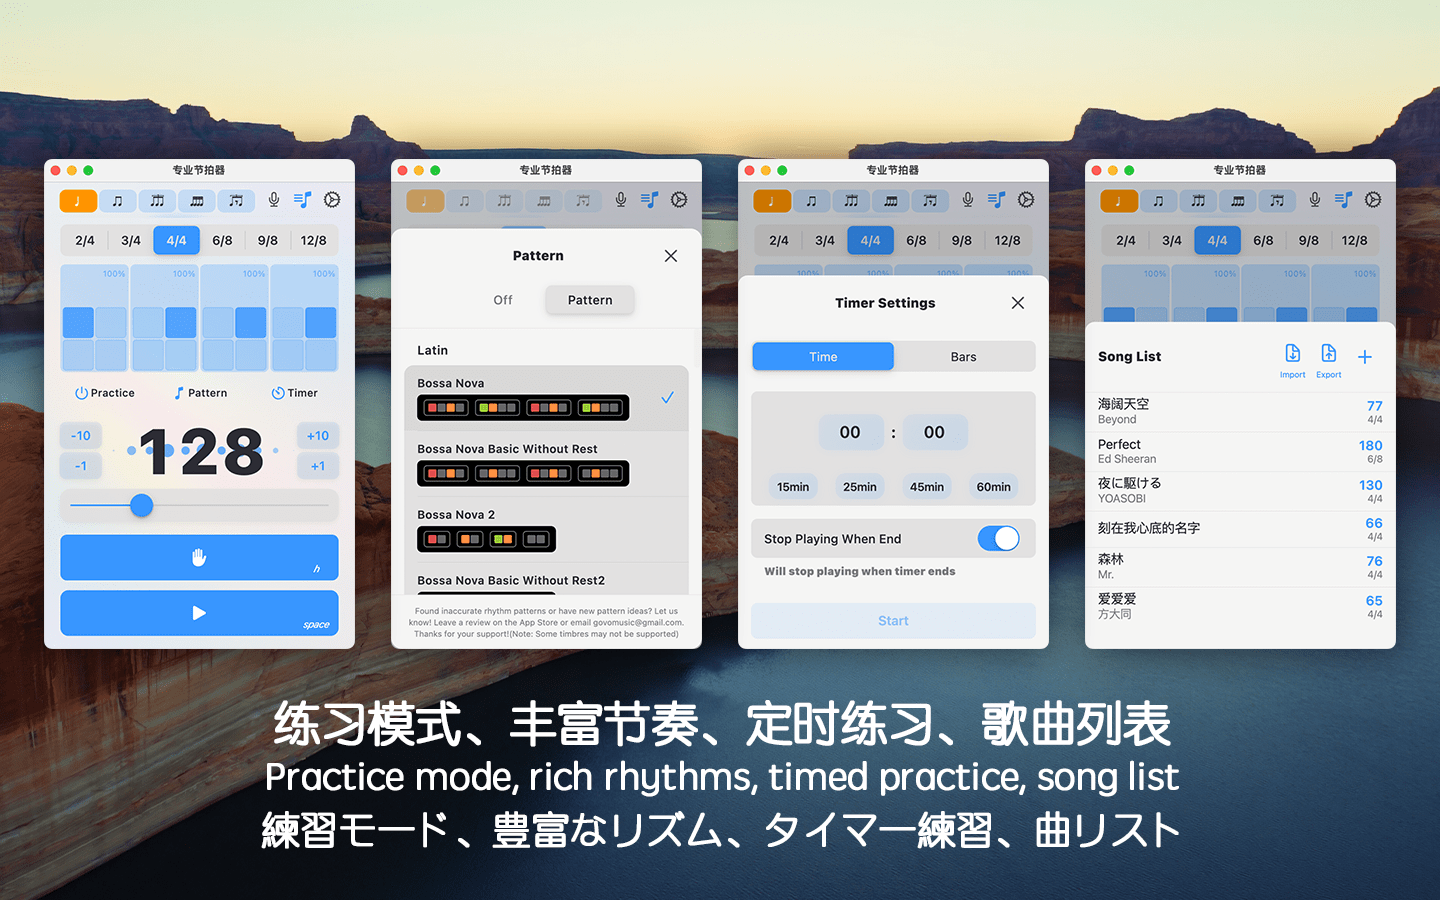 专业节拍器
2/4 3/4 4/4 6/8 9/8 12/8
100% 100% 100% 100%
Practice Pattern Timer
-10 128 +10
-1 +1
h
space
专业节拍器
Pattern
Off Pattern
Latin
Bossa Nova
Bossa Nova Basic Without Rest
Bossa Nova 2
Bossa Nova Basic Without Rest2
Found inaccurate rhythm patterns or have new pattern ideas? Let us
know! Leave a review on the App Store or email govomusic@gmail.com.
Thanks for your support!(Note: Some timbres may not be supported)
专业节拍器
2/4 3/4 4/4 6/8 9/8 12/8
100% 100% 100% 100%
Timer Settings
Time Bars
00 : 00
15min 25min 45min 60min
Stop Playing When End
Will stop playing when timer ends
Start
专业节拍器
2/4 3/4 4/4 6/8 9/8 12/8
100% 100% 100% 100%
Song List
Import Export
海阔天空 77
Beyond 4/4
Perfect 180
Ed Sheeran 6/8
夜に駆ける 130
YOASOBI 4/4
刻在我心底的名字 66
4/4
森林 76
Mr. 4/4
爱爱爱 65
方大同 4/4
练习模式、丰富节奏、定时练习、歌曲列表
Practice mode, rich rhythms, timed practice, song list
練習モード、豊富なリズム、タイマー練習、曲リスト